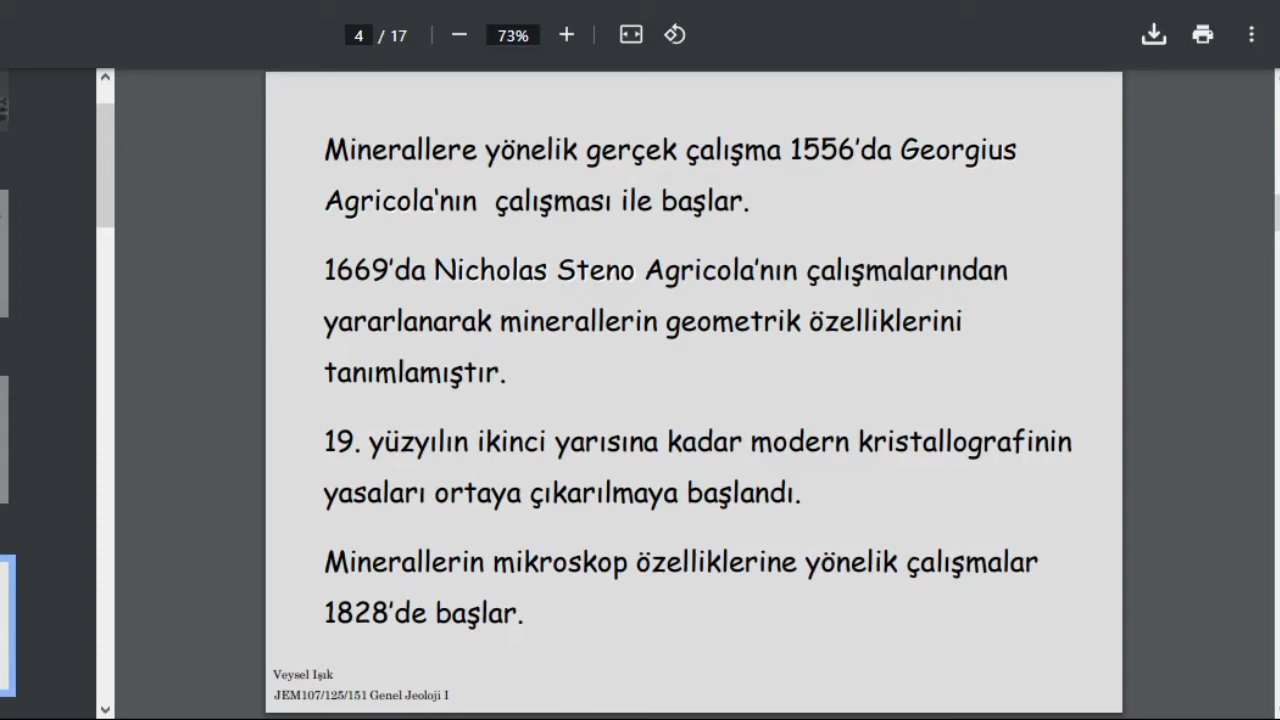 4 / 17 73%
Minerallere yönelik gerçek çalışma 1556’da Georgius
Agricola‘nın çalışması ile başlar.
1669’da Nicholas Steno Agricola’nın çalışmalarından
yararlanarak minerallerin geometrik özelliklerini
tanımlamıştır.
19. yüzyılın ikinci yarısına kadar modern kristallografinin
yasaları ortaya çıkarılmaya başlandı.
Minerallerin mikroskop özelliklerine yönelik çalışmalar
1828’de başlar.
Veysel Işık
JEM107/125/151 Genel Jeoloji I